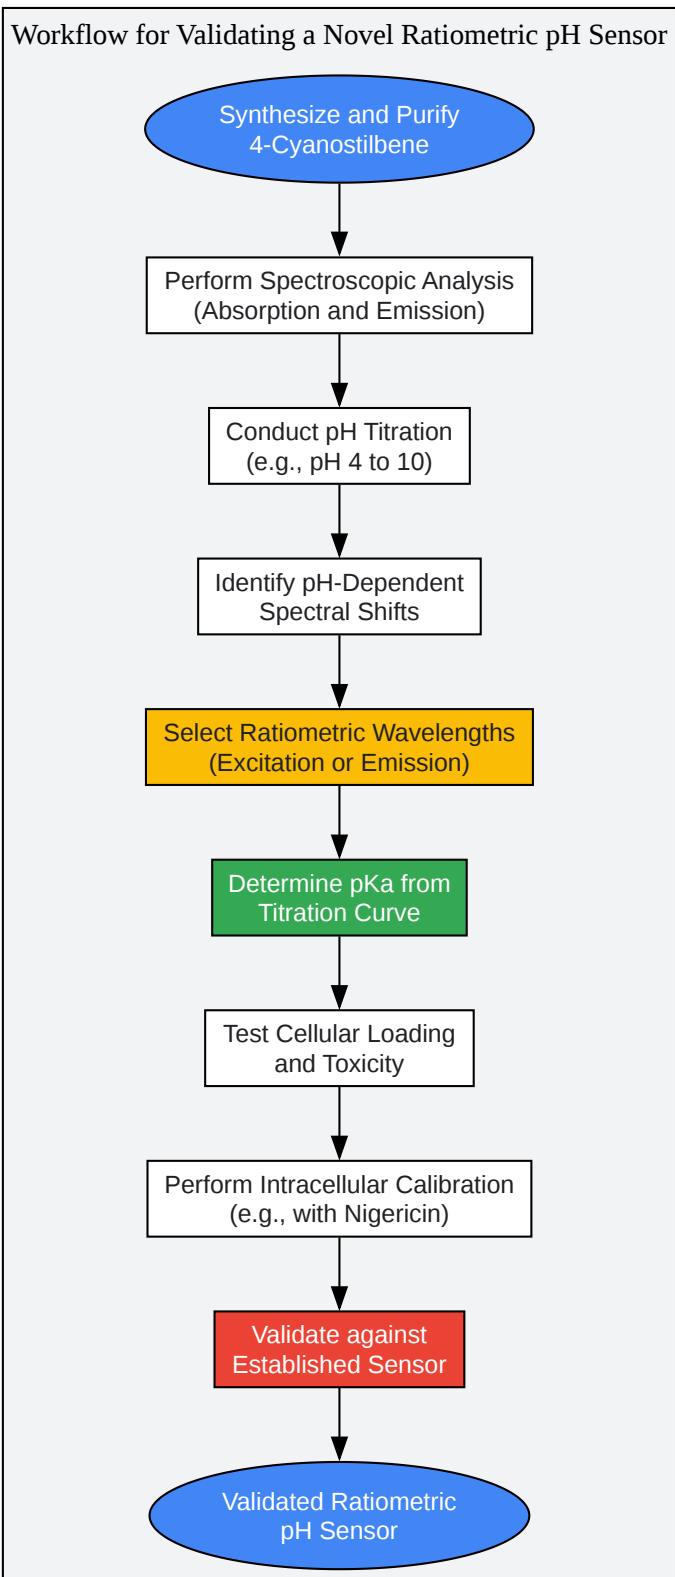 Workflow for Validating a Novel Ratiometric pH Sensor
Synthesize and Purify
4-Cyanostilbene
Perform Spectroscopic Analysis
(Absorption and Emission)
Conduct pH Titration
(e.g., pH 4 to 10)
Identify pH-Dependent
Spectral Shifts
Select Ratiometric Wavelengths
(Excitation or Emission)
Determine pKa from
Titration Curve
Test Cellular Loading
and Toxicity
Perform Intracellular Calibration
(e.g., with Nigericin)
Validate against
Established Sensor
Validated Ratiometric
pH Sensor